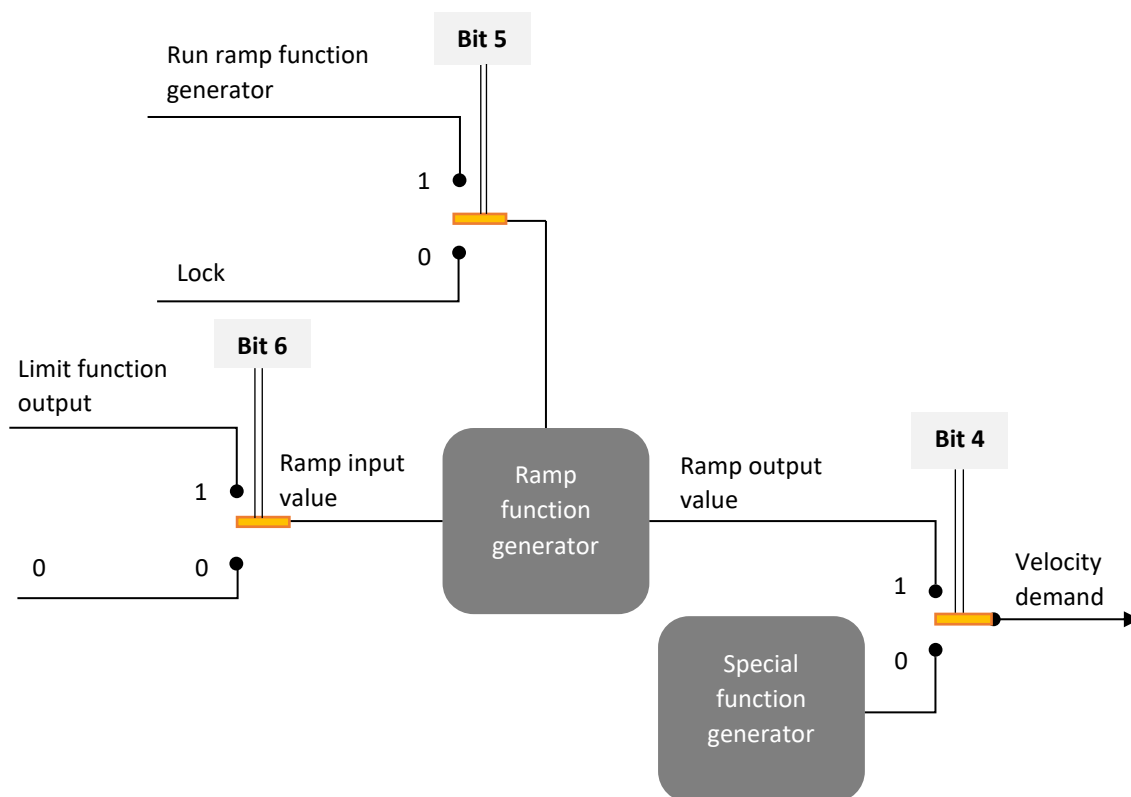 Bit 5
Run ramp function
generator
1
0
Lock
Bit 6
Limit function
output
1
Ramp input
value
0
0
Ramp
function
generator
Ramp output
value
Bit 4
Velocity
demand
1
0
Special
function
generator